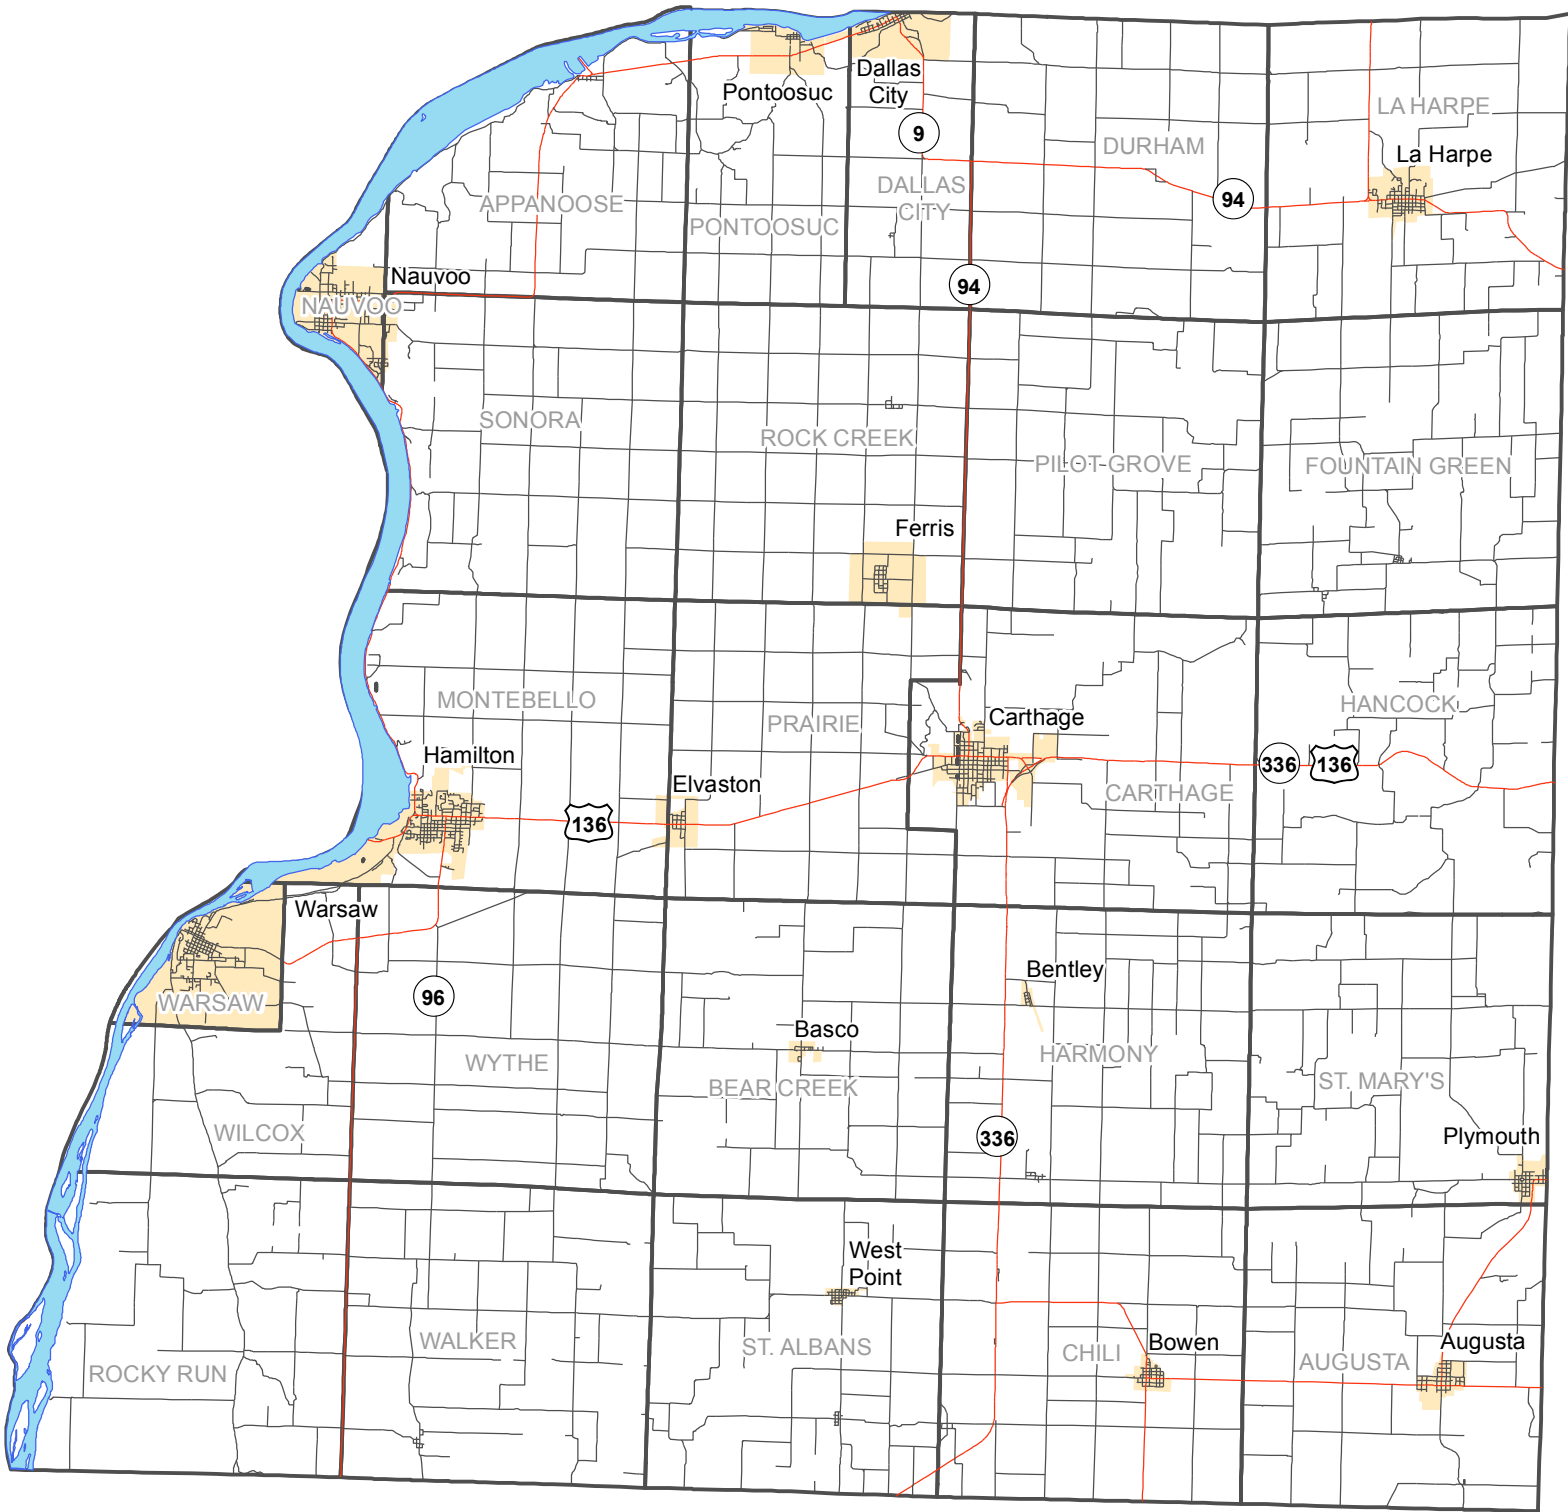 Dallas
City
Pontoosuc
LA HARPE
9
DURHAM
La Harpe
DALLAS
CITY
94
APPANOOSE
PONTOOSUC
Nauvoo
94
NAUVOO
SONORA
ROCK CREEK
PILOT GROVE
FOUNTAIN GREEN
Ferris
MONTEBELLO
PRAIRIE
Carthage
HANCOCK
Hamilton
336
136
Elvaston
CARTHAGE
136
Warsaw
Bentley
96
WARSAW
Basco
WYTHE
HARMONY
BEAR CREEK
ST. MARY'S
WILCOX
336
Plymouth
West
Point
WALKER
ST. ALBANS
CHILI
Bowen
Augusta
ROCKY RUN
AUGUSTA